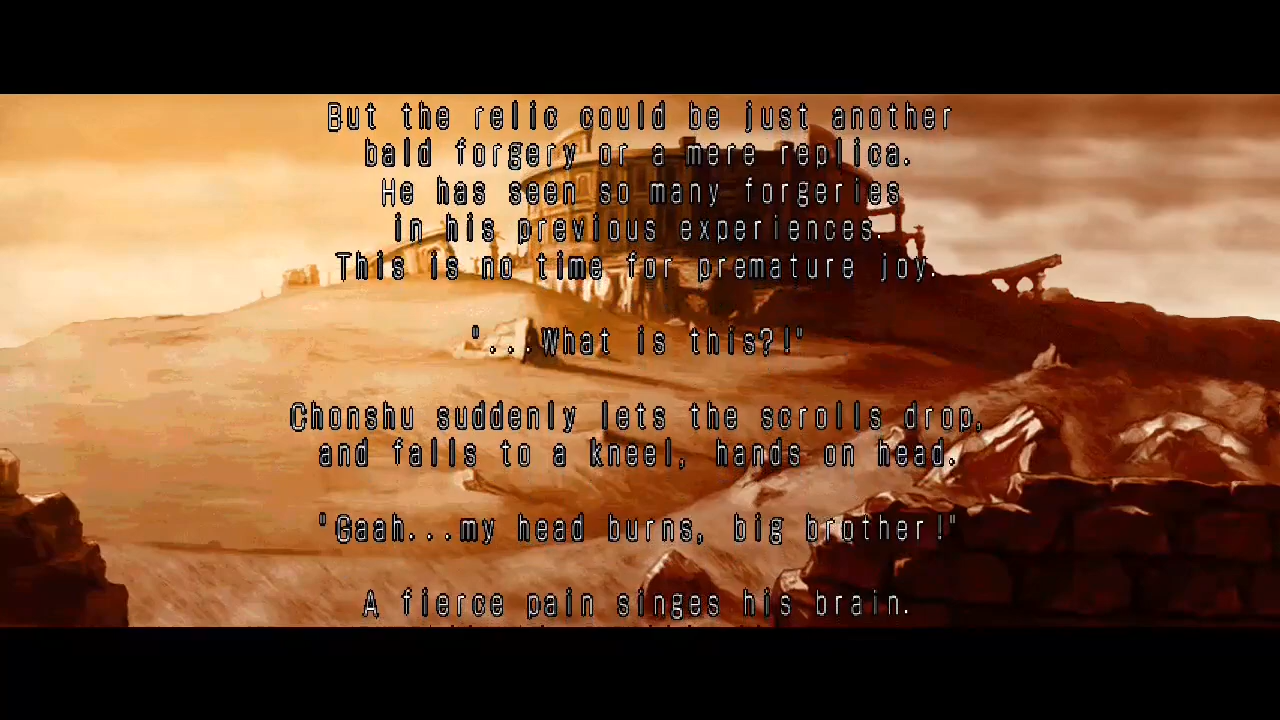 But the relic could be just another
bald forgery or a mere replica.
He has seen so many forgeries
in his previous experiences.
This is no time for premature joy.
"...What is this?!"
Chonshu suddenly lets the scrolls drop,
and falls to a kneel, hands on head.
"Gaah...my head burns, big brother!"
A fierce pain singes his brain.